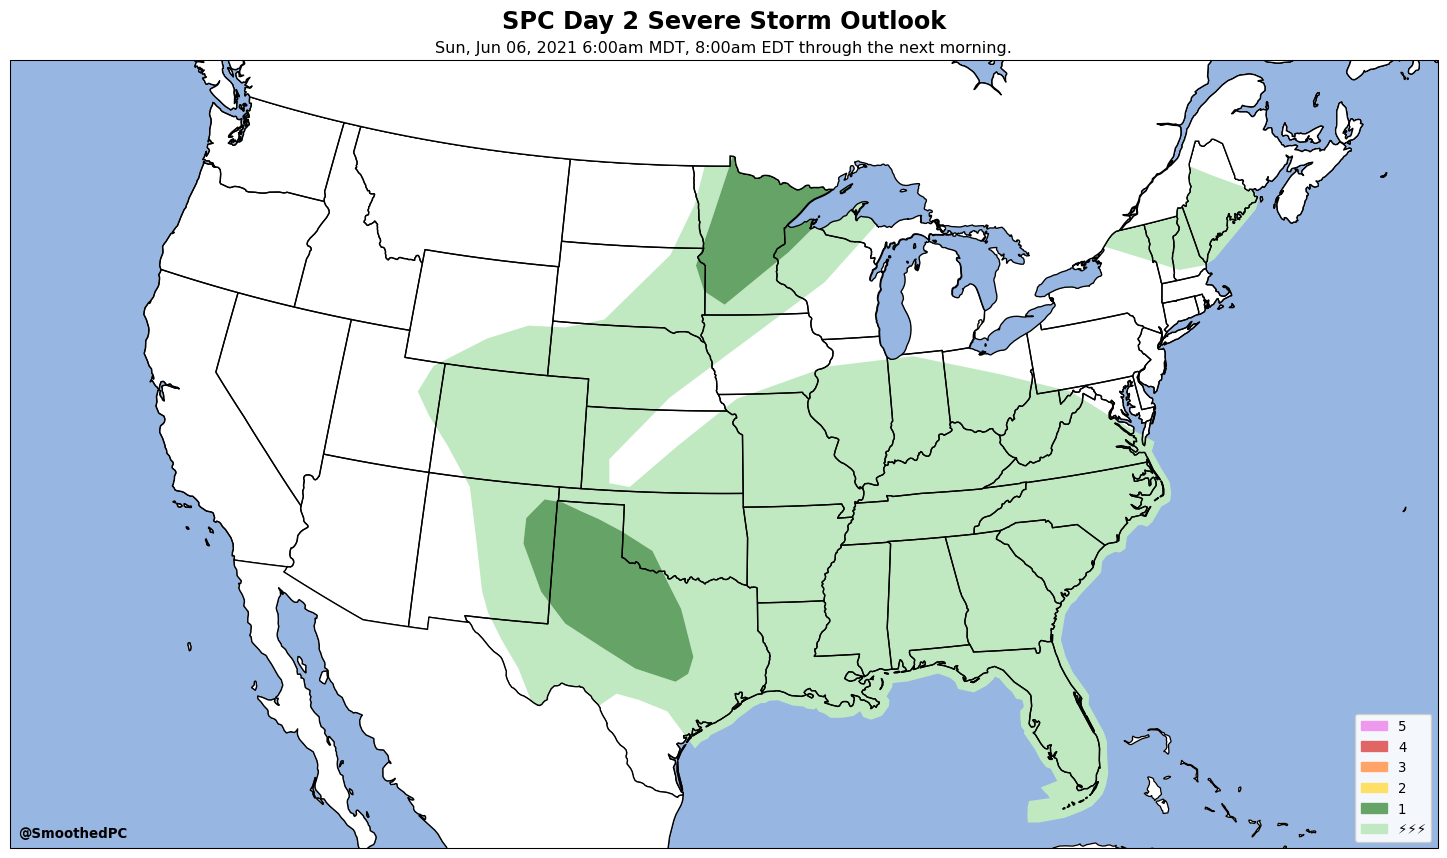 SPC Day 2 Severe Storm Outlook
Sun, Jun 06, 2021 6:00am MDT, 8:00am EDT through the next morning.
5
4
3
2
1
⚡⚡⚡
@SmoothedPC